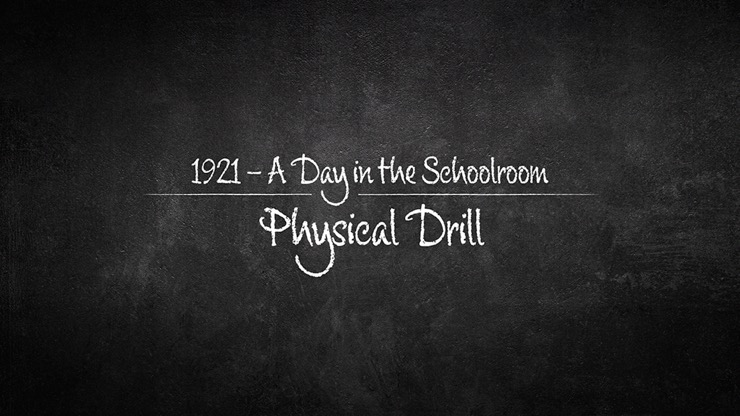 1921 – A Day in the Schoolroom
Physical Drill